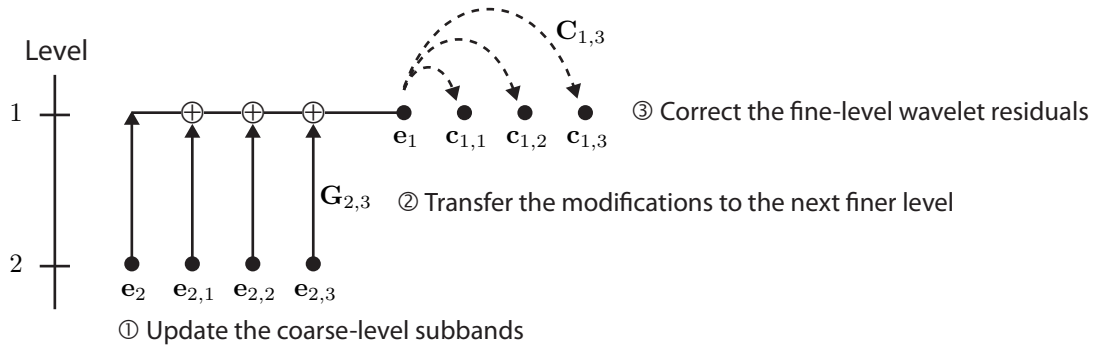 C₁,₃
Level
1
③ Correct the fine-level wavelet residuals
e₁ c₁,₁ c₁,₂ c₁,₃
G₂,₃
② Transfer the modifications to the next finer level
2
e₂ e₂,₁ e₂,₂ e₂,₃
① Update the coarse-level subbands